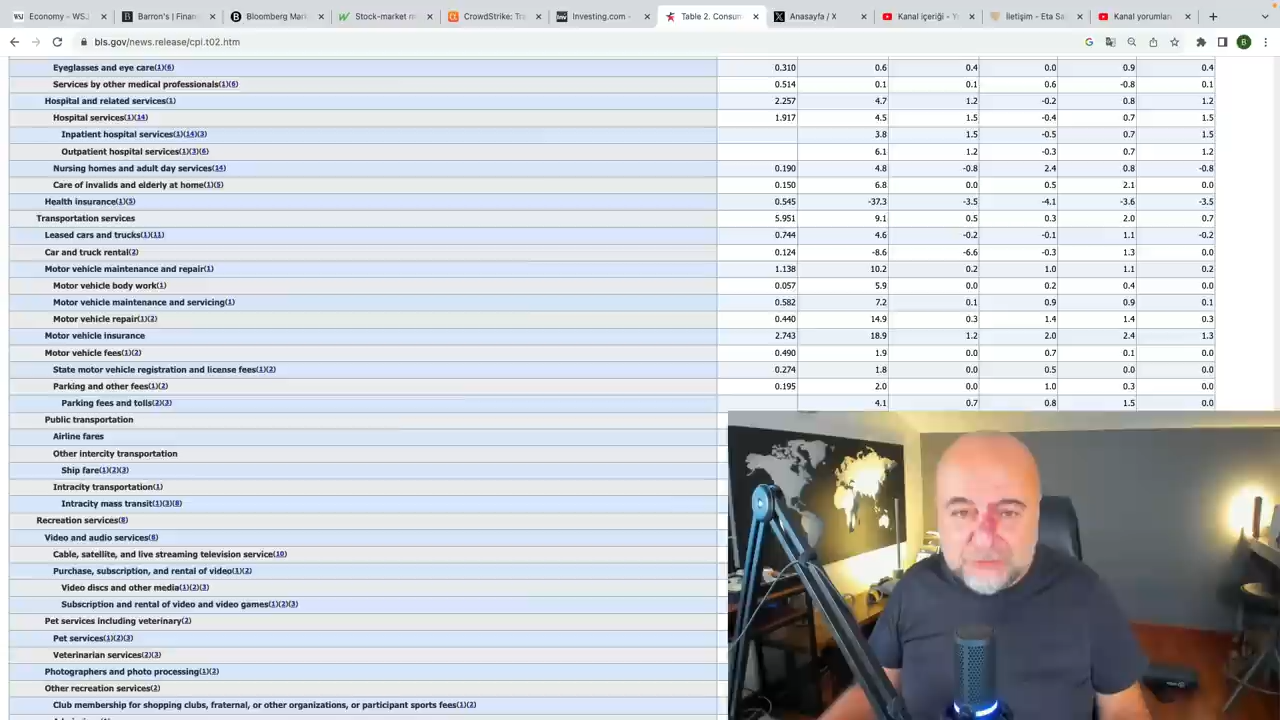 Economy - WSJ
Barron's | Finan
Bloomberg Mark
Stock-market n
CrowdStrike: Tra
Investing.com -
Table 2. Consun
Anasayfa / X
Kanal içeriği - Y
İletişim - Eta Sa
Kanal yorumları
bls.gov/news.release/cpi.t02.htm
Eyeglasses and eye care(1)(6) 0.310 0.6 0.4 0.0 0.9 0.4
Services by other medical professionals(1)(6) 0.514 0.1 0.1 0.6 -0.8 0.1
Hospital and related services(1) 2.257 4.7 1.2 -0.2 0.8 1.2
Hospital services(1)(14) 1.917 4.5 1.5 -0.4 0.7 1.5
Inpatient hospital services(1)(14)(3) 3.8 1.5 -0.5 0.7 1.5
Outpatient hospital services(1)(3)(6) 6.1 1.2 -0.3 0.7 1.2
Nursing homes and adult day services(14) 0.190 4.8 -0.8 2.4 0.8 -0.8
Care of invalids and elderly at home(1)(5) 0.150 6.8 0.0 0.5 2.1 0.0
Health insurance(1)(5) 0.545 -37.3 -3.5 -4.1 -3.6 -3.5
Transportation services 5.951 9.1 0.5 0.3 2.0 0.7
Leased cars and trucks(1)(11) 0.744 4.6 -0.2 -0.1 1.1 -0.2
Car and truck rental(2) 0.124 -8.6 -6.6 -0.3 1.3 0.0
Motor vehicle maintenance and repair(1) 1.138 10.2 0.2 1.0 1.1 0.2
Motor vehicle body work(1) 0.057 5.9 0.0 0.2 0.4 0.0
Motor vehicle maintenance and servicing(1) 0.582 7.2 0.1 0.9 0.9 0.1
Motor vehicle repair(1)(2) 0.440 14.9 0.3 1.4 1.4 0.3
Motor vehicle insurance 2.743 18.9 1.2 2.0 2.4 1.3
Motor vehicle fees(1)(2) 0.490 1.9 0.0 0.7 0.1 0.0
State motor vehicle registration and license fees(1)(2) 0.274 1.8 0.0 0.5 0.0 0.0
Parking and other fees(1)(2) 0.195 2.0 0.0 1.0 0.3 0.0
Parking fees and tolls(2)(3) 4.1 0.7 0.8 1.5 0.0
Public transportation
Airline fares
Other intercity transportation
Ship fare(1)(2)(3)
Intracity transportation(1)
Intracity mass transit(1)(3)(8)
Recreation services(8)
Video and audio services(8)
Cable, satellite, and live streaming television service(10)
Purchase, subscription, and rental of video(1)(2)
Video discs and other media(1)(2)(3)
Subscription and rental of video and video games(1)(2)(3)
Pet services including veterinary(2)
Pet services(1)(2)(3)
Veterinarian services(2)(3)
Photographers and photo processing(1)(2)
Other recreation services(2)
Club membership for shopping clubs, fraternal, or other organizations, or participant sports fees(1)(2)